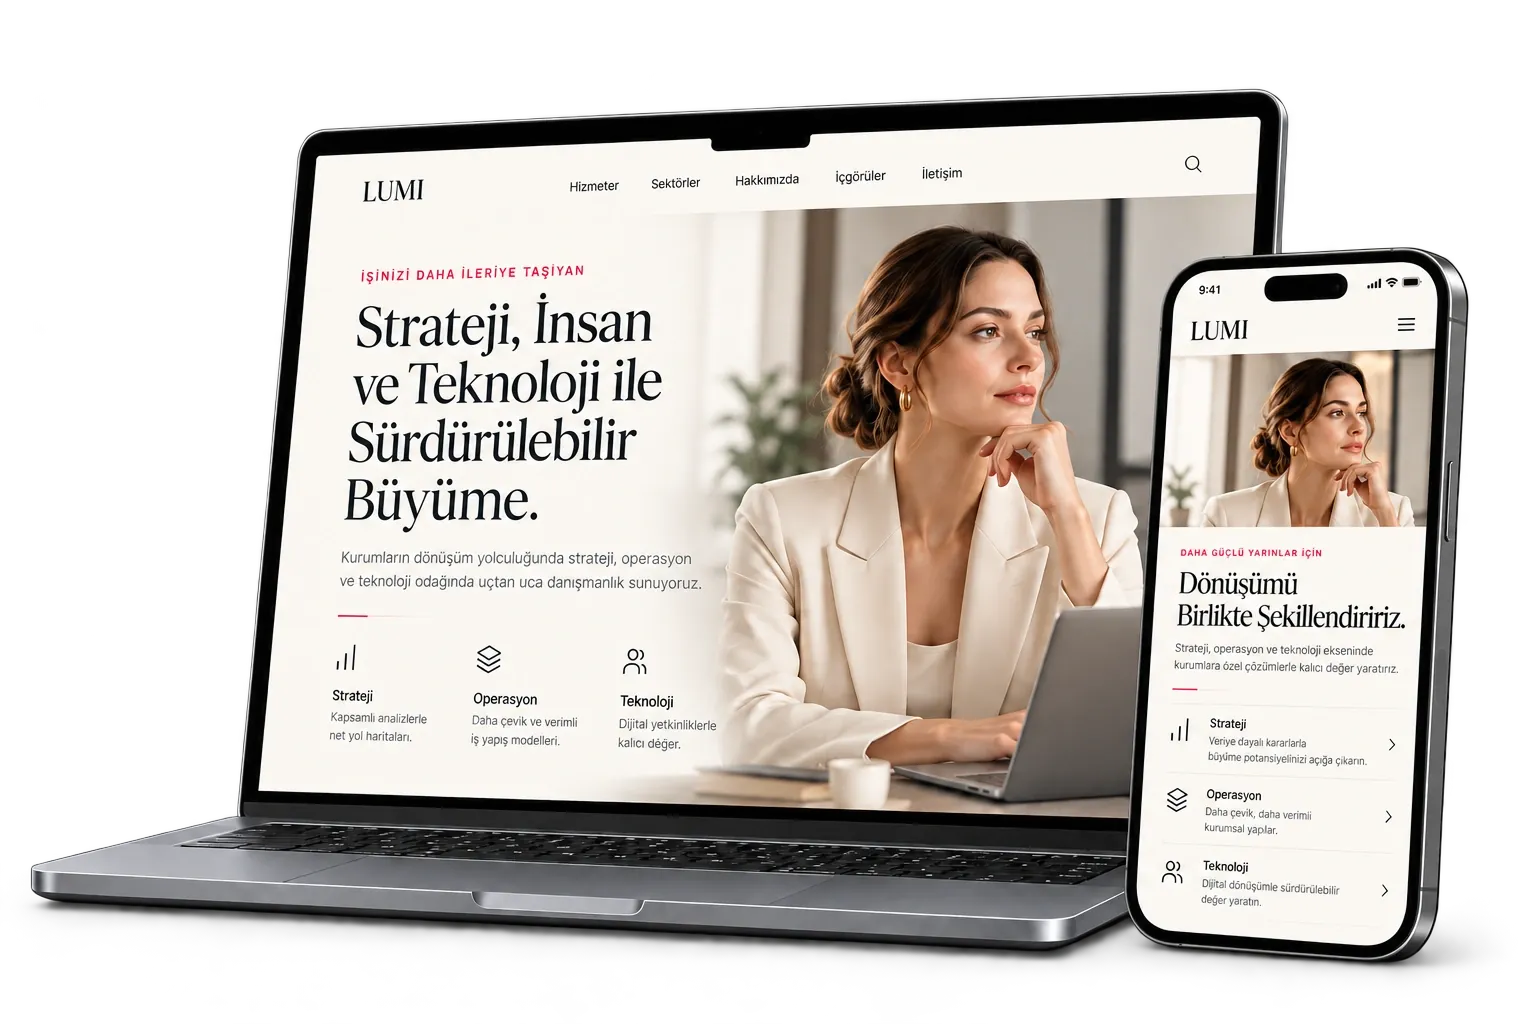 LUMI
Hizmeter
Sektörler
Hakkımızda
İçgörüler
İletişim
İŞİNİZİ DAHA İLERİYE TAŞİYAN
Strateji, İnsan
ve Teknoloji ile
Sürdürülebilir
Büyüme.
Kurumların dönüşüm yolculuğunda strateji, operasyon
ve teknoloji odağında uçtan uca danışmanlık sunuyoruz.
Strateji
Kapsamlı analizlerle
net yol haritaları.
Operasyon
Daha çevik ve verimli
iş yapış modelleri.
Teknoloji
Dijital yetkinliklerle
kalıcı değer.
9:41
LUMI
DAHA GÜÇLÜ YARINLAR İÇİN
Dönüşümü
Birlikte Şekillendiririz.
Strateji, operasyon ve teknoloji ekseninde
kurumlara özel çözümlerle kalıcı değer yaratırız.
Strateji
Veriye dayalı kararlarla
büyüme potansiyelinizi açığa çıkarın.
Operasyon
Daha çevik, daha verimli
kurumsal yapılar.
Teknoloji
Dijital dönüşümle sürdürülebilir
değer yaratın.